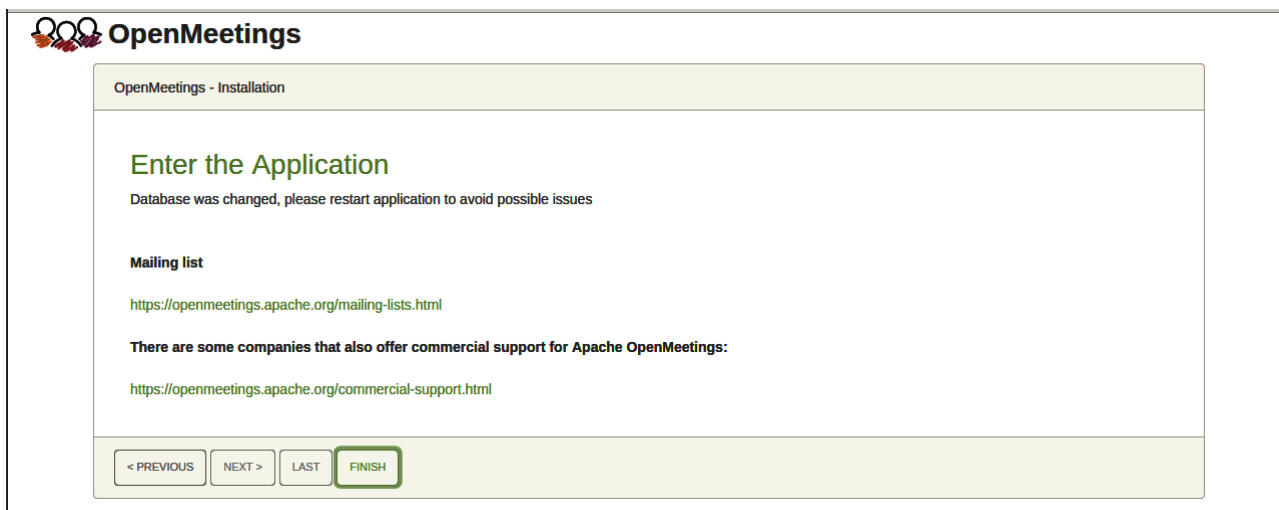 OpenMeetings
OpenMeetings - Installation
Enter the Application
Database was changed, please restart application to avoid possible issues
Mailing list
https://openmeetings.apache.org/mailing-lists.html
There are some companies that also offer commercial support for Apache OpenMeetings:
https://openmeetings.apache.org/commercial-support.html
< PREVIOUS NEXT > LAST FINISH